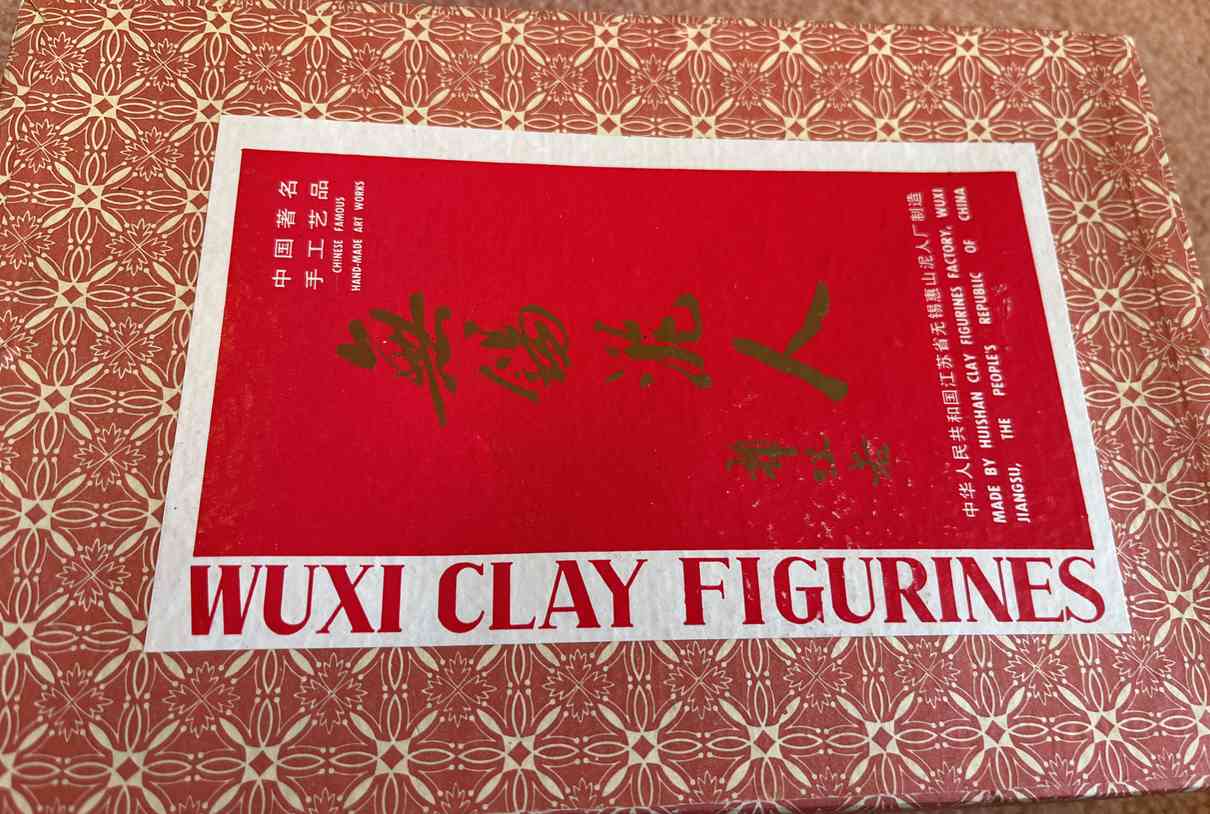 中国著名
手工艺品
CHINESE FAMOUS
HAND-MADE ART WORKS
無錫泥人
中华人民共和国江苏省无锡惠山泥人厂制造
MADE BY HUISHAN CLAY FIGURINES FACTORY, WUXI
JIANGSU, THE PEOPLE'S REPUBLIC OF CHINA
WUXI CLAY FIGURINES